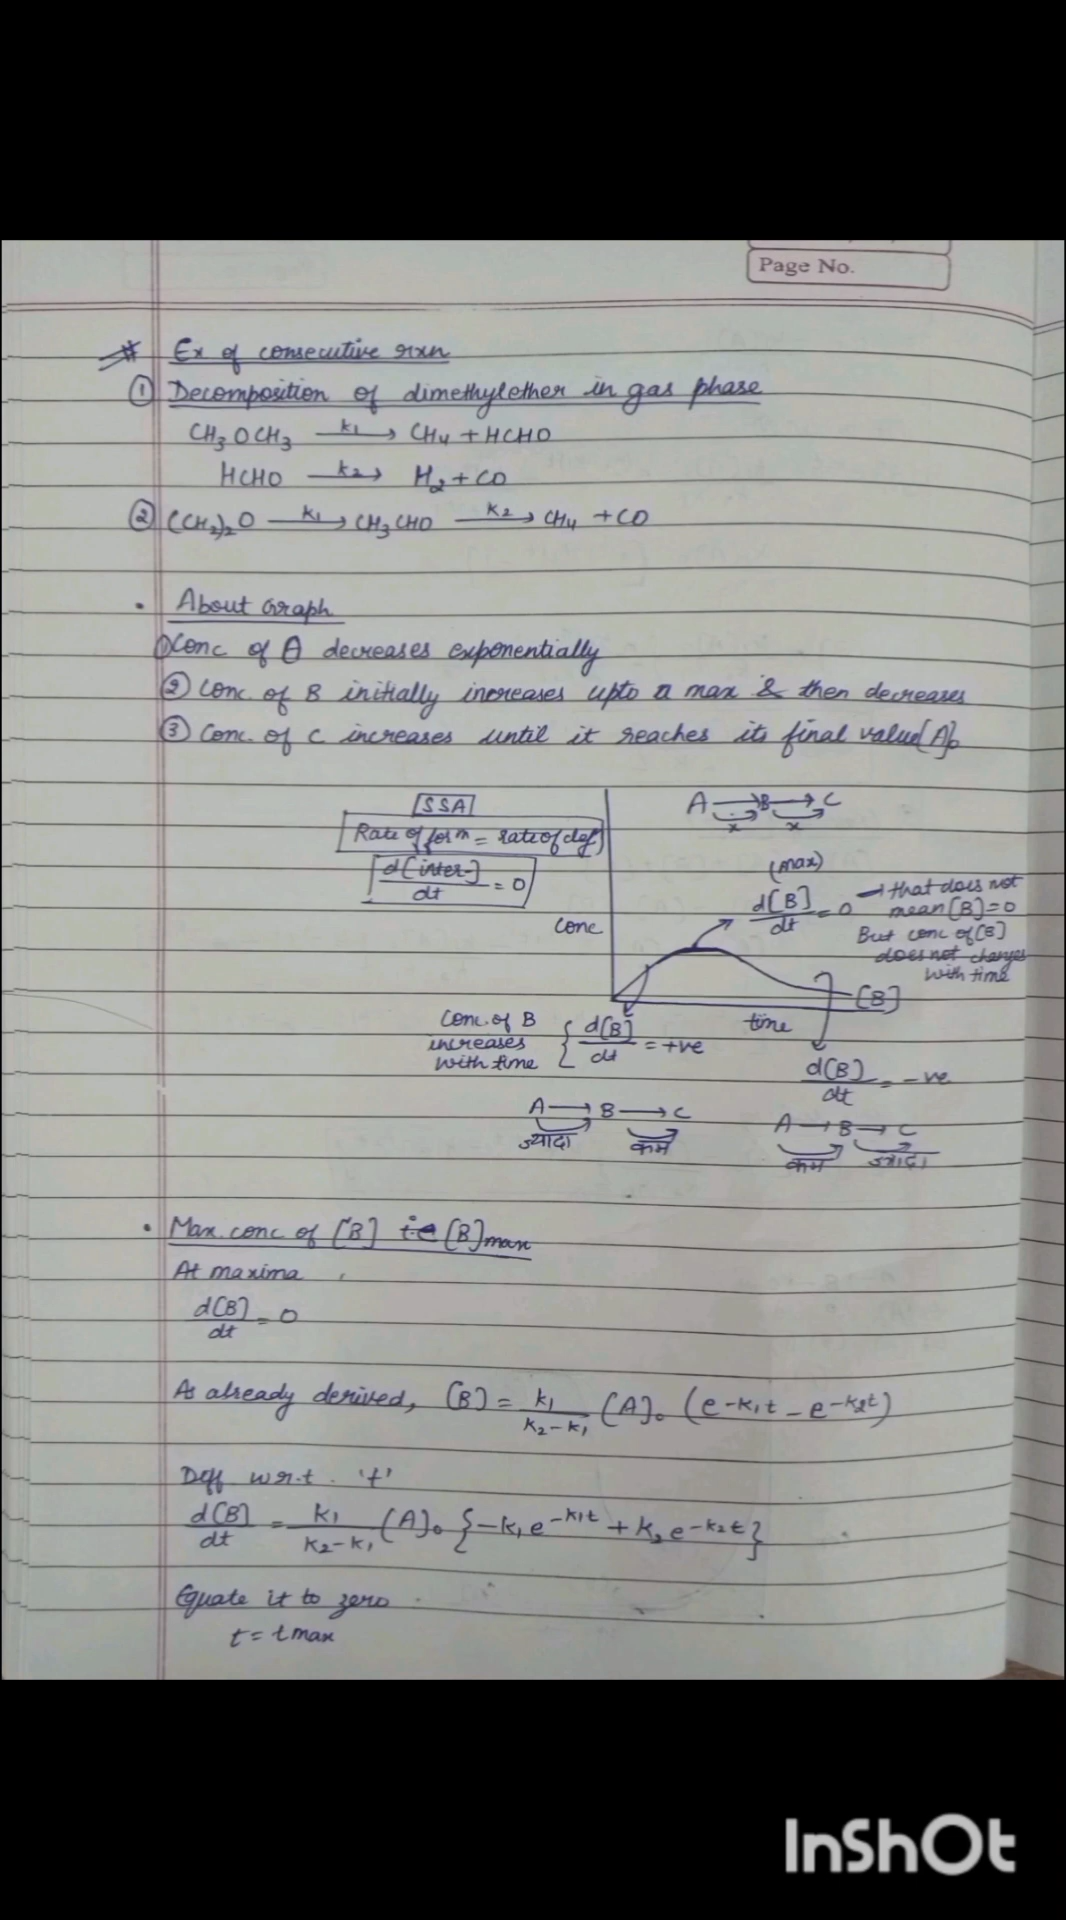 Page No.
Ex of consecutive rxn
① Decomposition of dimethylether in gas phase
CH3OCH3 —k1→ CH4 + HCHO
HCHO —k2→ H2 + CO
② (CH2)2O —k1→ CH3CHO —k2→ CH4 + CO
• About Graph
① Conc of A decreases exponentially
② Conc. of B initially increases upto a max & then decreases
③ Conc. of C increases until it reaches its final value [A]0
SSA
Rate of form = rate of def
d[inter-]/dt = 0
A → B → C
x x
(max)
d[B]/dt = 0 → that does not
mean [B]=0
But conc of [B]
does not changes
with time
Conc
[B]
time
Conc. of B
increases
with time
{ d[B]/dt = +ve
d[B]/dt = -ve
A → B → C
ज्यादा कम
A → B → C
कम ज्यादा
• Max. conc of [B] i.e [B]max
At maxima
d[B]/dt = 0
As already derived, [B] = k1/(k2-k1) [A]0 (e-k1t - e-k2t)
Diff w.r.t. 't'
d[B]/dt = k1/(k2-k1) [A]0 {-k1e-k1t + k2e-k2t}
Equate it to zero
t = tmax
InShOt